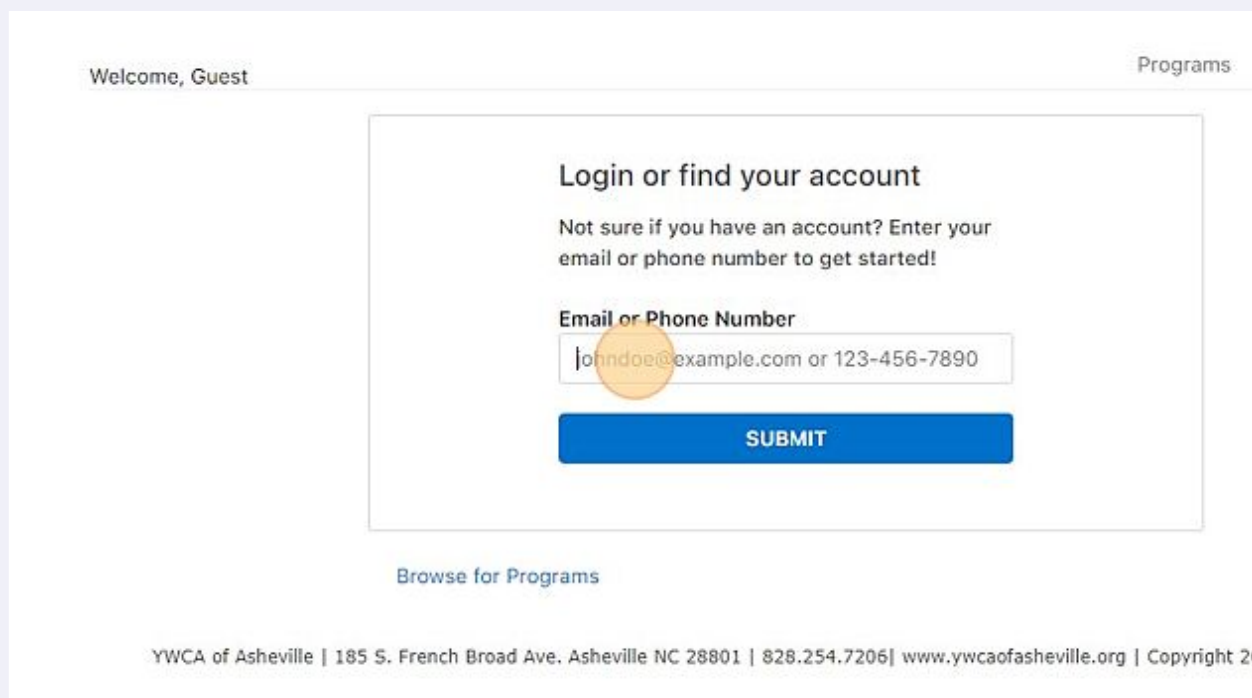 Welcome, Guest
Programs
Login or find your account
Not sure if you have an account? Enter your
email or phone number to get started!
Email or Phone Number
johndoe@example.com or 123-456-7890
SUBMIT
Browse for Programs
YWCA of Asheville | 185 S. French Broad Ave. Asheville NC 28801 | 828.254.7206| www.ywcaofasheville.org | Copyright